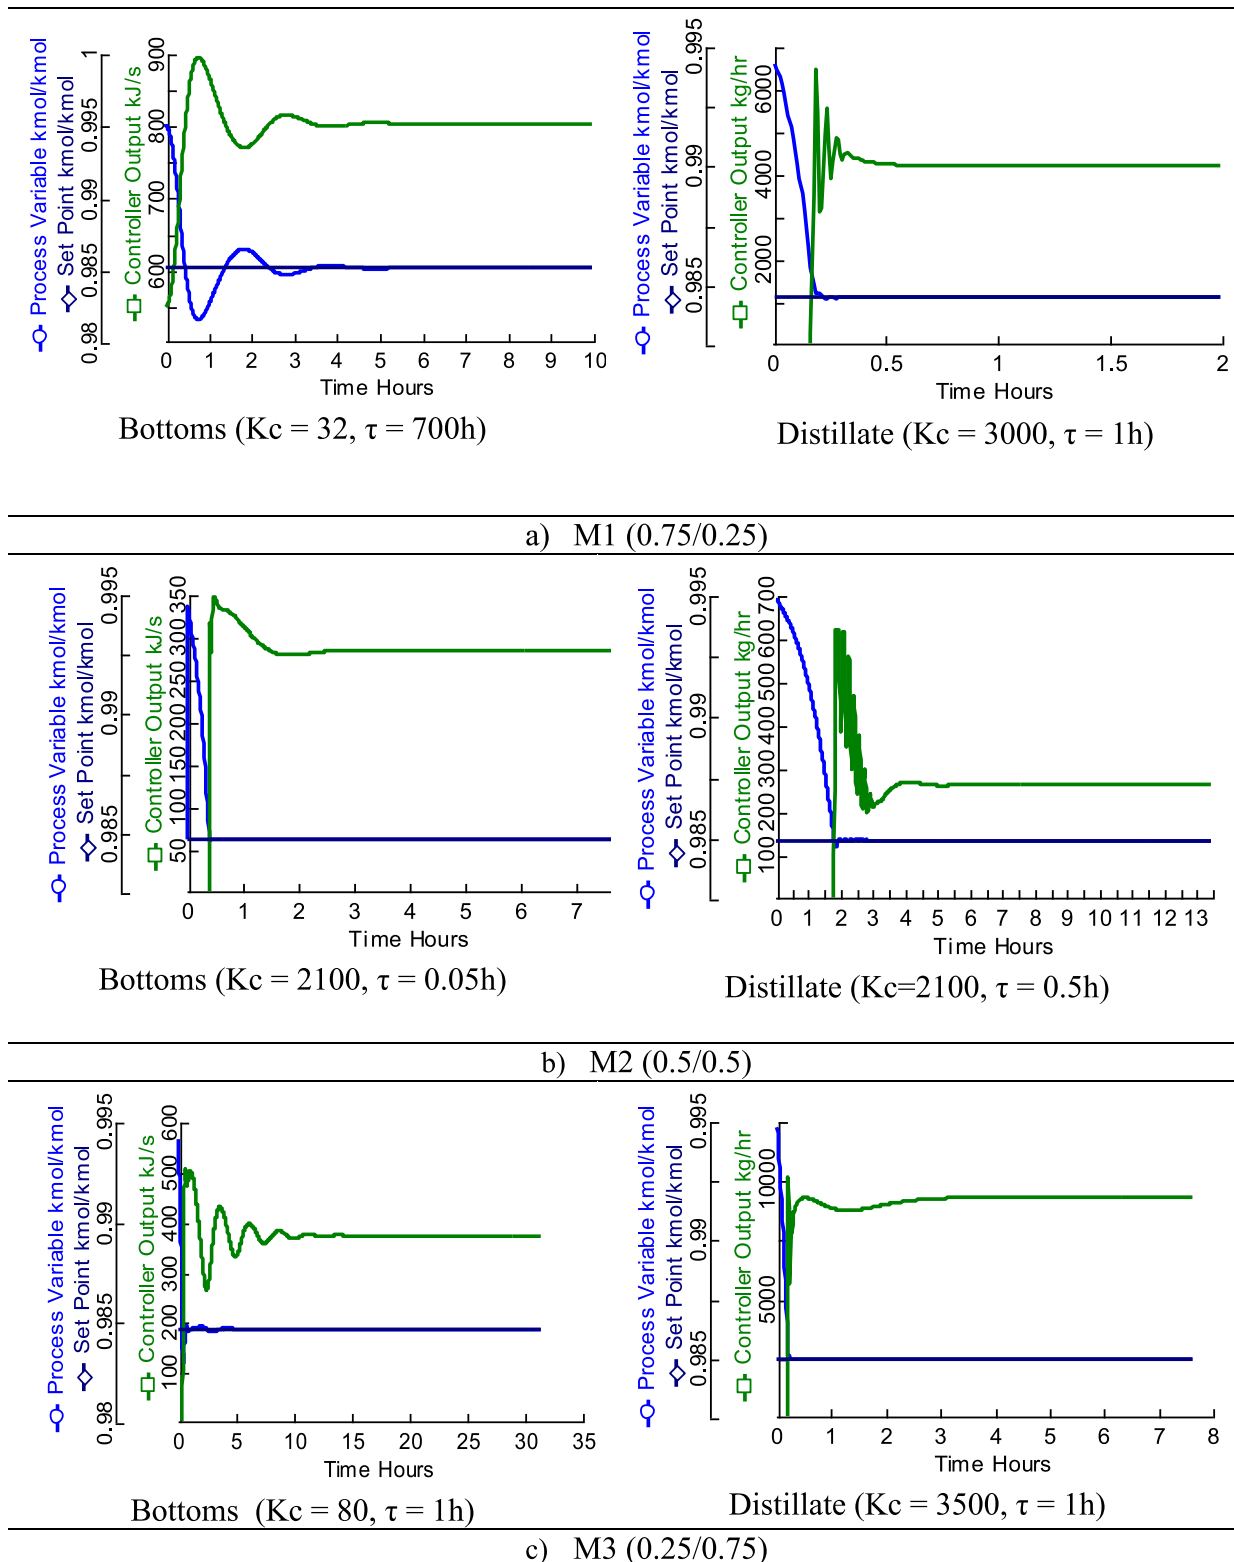 Process Variable kmol/kmol
Set Point kmol/kmol
1
0.995
0.99
0.985
0.98
Controller Output kJ/s
900
800
700
600
0 1 2 3 4 5 6 7 8 9 10
Time Hours
Bottoms (Kc = 32, τ = 700h)
Process Variable kmol/kmol
Set Point kmol/kmol
0.995
0.99
0.985
Controller Output kg/hr
6000
4000
2000
0 0.5 1 1.5 2
Time Hours
Distillate (Kc = 3000, τ = 1h)
a) M1 (0.75/0.25)
Process Variable kmol/kmol
Set Point kmol/kmol
0.995
0.99
0.985
Controller Output kJ/s
350
300
250
200
150
100
50
0 1 2 3 4 5 6 7
Time Hours
Bottoms (Kc = 2100, τ = 0.05h)
Process Variable kmol/kmol
Set Point kmol/kmol
0.995
0.99
0.985
Controller Output kg/hr
700
600
500
400
300
200
100
0 1 2 3 4 5 6 7 8 9 10 11 12 13
Time Hours
Distillate (Kc=2100, τ = 0.5h)
b) M2 (0.5/0.5)
Process Variable kmol/kmol
Set Point kmol/kmol
0.995
0.99
0.985
0.98
Controller Output kJ/s
600
500
400
300
200
100
0 5 10 15 20 25 30 35
Time Hours
Bottoms (Kc = 80, τ = 1h)
Process Variable kmol/kmol
Set Point kmol/kmol
0.995
0.99
0.985
Controller Output kg/hr
10000
5000
0 1 2 3 4 5 6 7 8
Time Hours
Distillate (Kc = 3500, τ = 1h)
c) M3 (0.25/0.75)